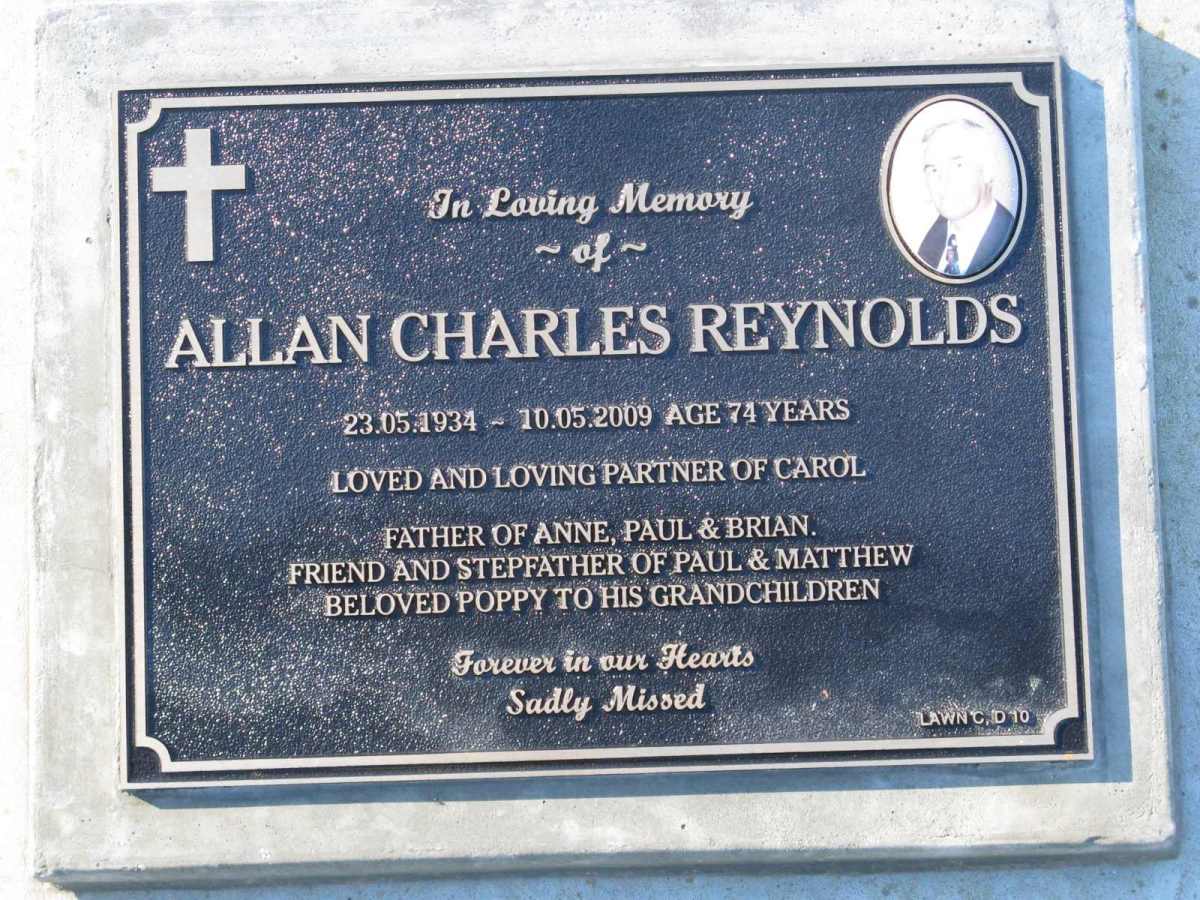 In Loving Memory
~ of ~
ALLAN CHARLES REYNOLDS
23.05.1934 ~ 10.05.2009 AGE 74 YEARS
LOVED AND LOVING PARTNER OF CAROL
FATHER OF ANNE, PAUL & BRIAN.
FRIEND AND STEPFATHER OF PAUL & MATTHEW
BELOVED POPPY TO HIS GRANDCHILDREN
Forever in our Hearts
Sadly Missed
LAWN C, D 10